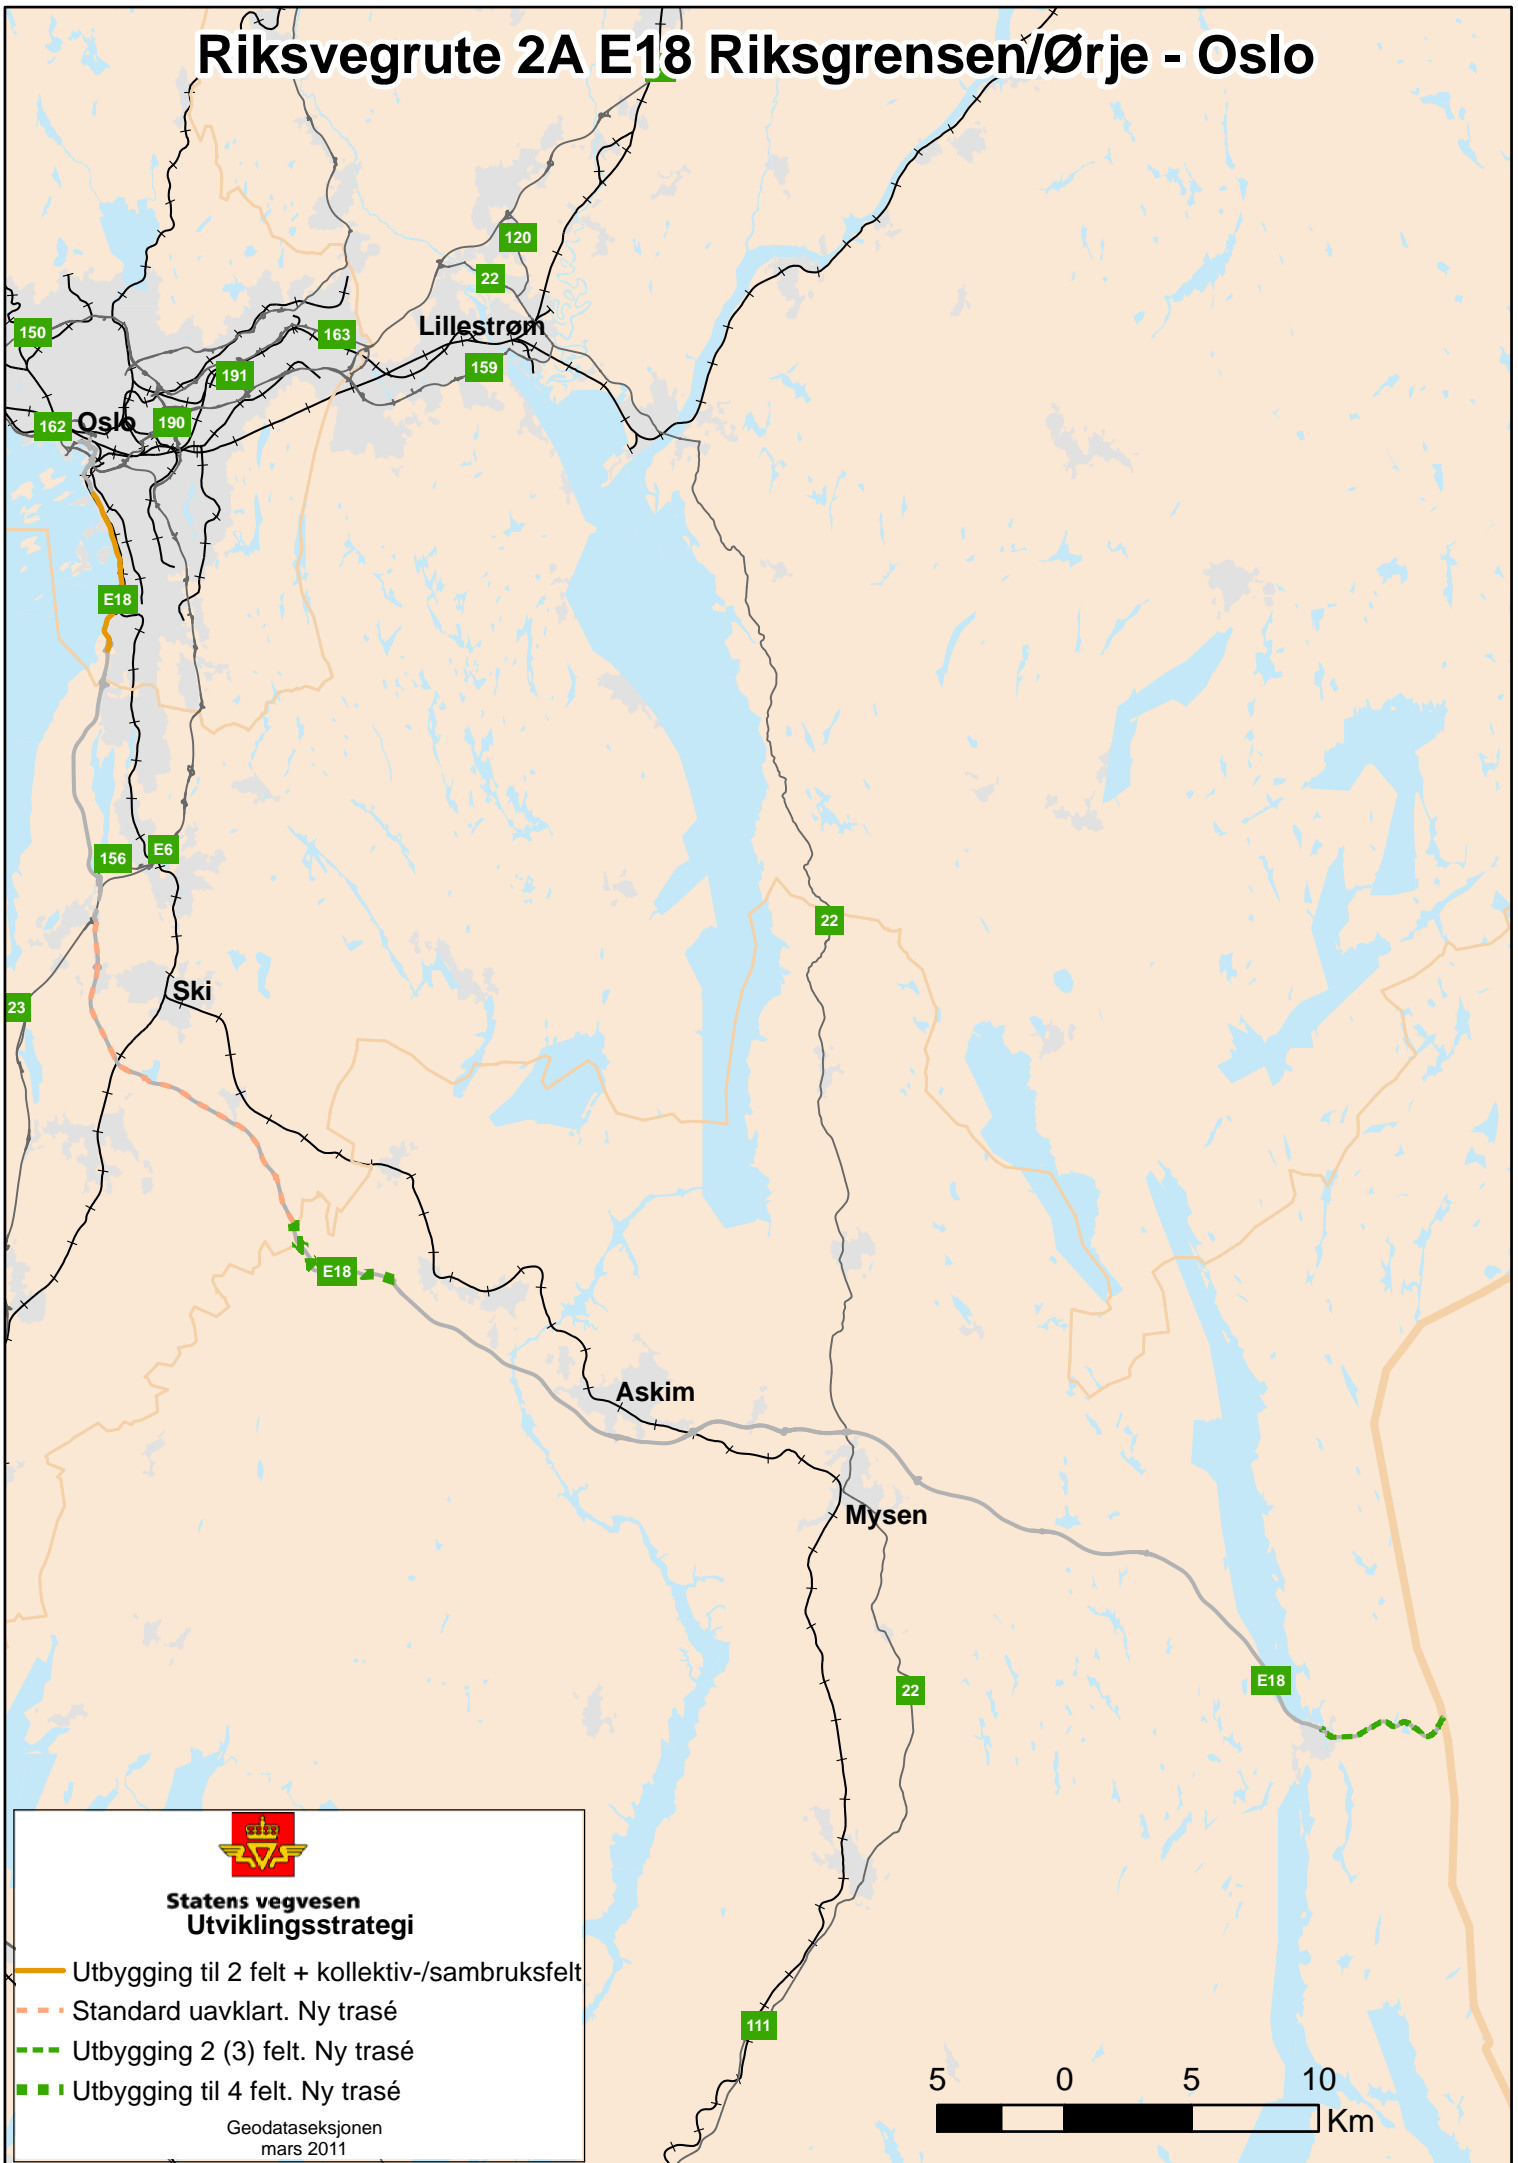 Riksvegrute 2A E18 Riksgrensen/Ørje - Oslo
120
22
150
163
Lillestrøm
159
191
162
Oslo
190
E18
156
E6
22
Ski
23
E18
Askim
Mysen
E18
22
111
Statens vegvesen
Utviklingsstrategi
Utbygging til 2 felt + kollektiv-/sambruksfelt
Standard uavklart. Ny trasé
Utbygging 2 (3) felt. Ny trasé
Utbygging til 4 felt. Ny trasé
Geodataseksjonen
mars 2011
5 0 5 10
Km